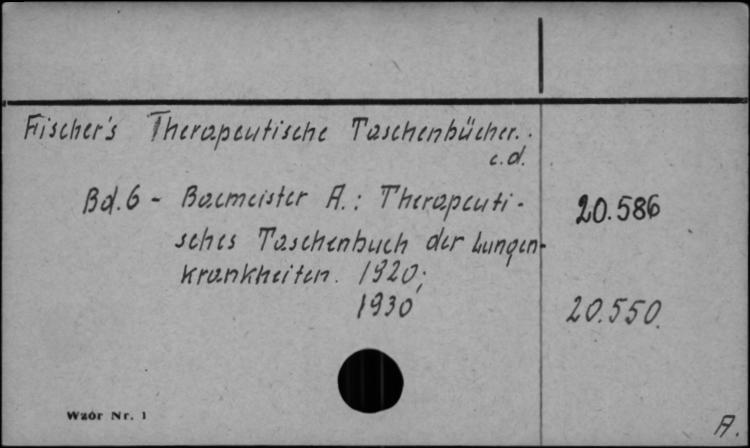 Fischer's Therapeutische Taschenbücher.
c.d.
Bd. 6 - Bacmeister A.: Therapeuti- 20.586
sches Taschenbuch der Lungen-
krankheiten. 1920;
1930 20.550.
Wzór Nr. 1
A.